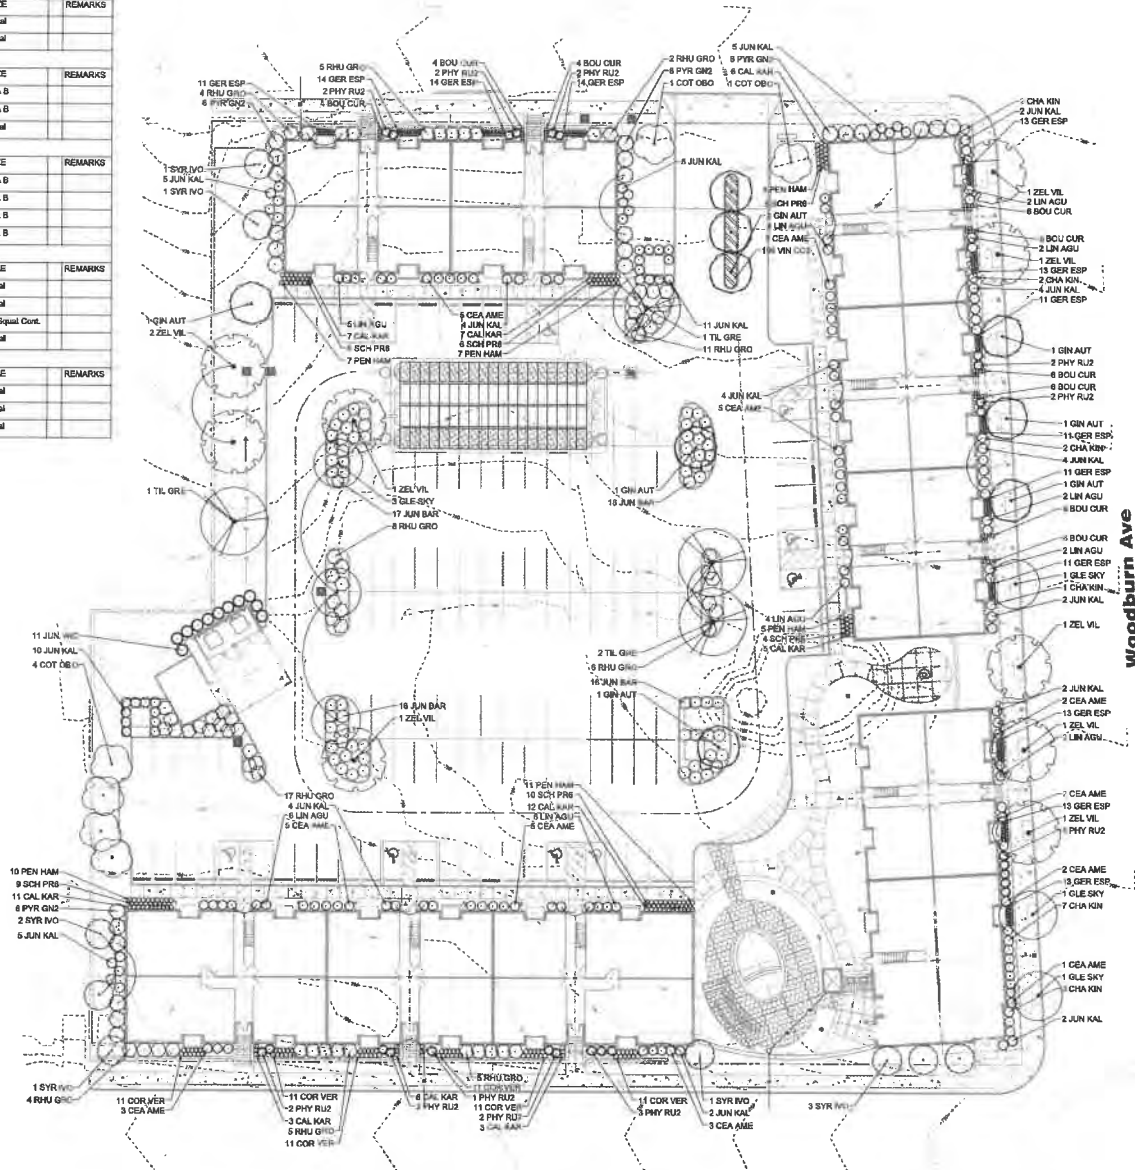 REMARKS
REMARKS
REMARKS
REMARKS
Equal Cont.
REMARKS
5 JUN KAL
6 PYR GN2
6 CAL KAR
1 COT OBO
2 RHU GRO
6 PYR GN2
1 COT OBO
4 BOU CUR
2 PHY RU2
14 GER ESP
4 BOU CUR
2 PHY RU2
14 GER ESP
5 RHU GRO
14 GER ESP
2 PHY RU2
4 BOU CUR
11 GER ESP
4 RHU GRO
6 PYR GN2
2 CHA KIN
2 JUN KAL
13 GER ESP
1 SYR IVO
5 JUN KAL
1 SYR IVO
JUN KAL
PEN HAM
SCH PR6
GIN AUT
LIN AGU
CEA AME
VIN
1 ZEL VIL
2 LIN AGU
6 BOU CUR
BOU CUR
2 LIN AGU
1 ZEL VIL
13 GER ESP
2 CHA KIN
4 JUN KAL
11 GER ESP
1 GIN AUT
2 ZEL VIL
LIN AGU
7 CAL KAR
SCH PR6
7 PEN HAM
5 CEA AME
4 JUN KAL
7 CAL KAR
6 SCH PR6
7 PEN HAM
11 JUN KAL
1 TIL GRE
11 RHU GRO
1 GIN AUT
2 PHY RU2
6 BOU CUR
6 BOU CUR
2 PHY RU2
4 JUN KAL
5 CEA AME
1 GIN AUT
11 GER ESP
2 CHA KIN
4 JUN KAL
11 GER ESP
1 GIN AUT
2 LIN AGU
BOU CUR
1 TIL GRE
1 ZEL VIL
3 GLE SKY
17 JUN BAR
8 RHU GRO
1 GIN AUT
18 JUN BAR
BOU CUR
2 LIN AGU
11 GER ESP
1 GLE SKY
1 CHA KIN
2 JUN KAL
Woodburn Ave
1 ZEL VIL
4 LIN AGU
5 PEN HAM
4 SCH PR6
5 CAL KAR
11 JUN
10 JUN KAL
4 COT OBO
2 TIL GRE
6 RHU GRO
16 JUN BAR
1 GIN AUT
2 JUN KAL
2 CEA AME
13 GER ESP
1 ZEL VIL
2 LIN AGU
16 JUN BAR
1 ZEL VIL
17 RHU GRO
4 JUN KAL
6 LIN AGU
5 CEA AME
11 PEN HAM
10 SCH PR6
12 CAL KAR
6 LIN AGU
5 CEA AME
CEA AME
13 GER ESP
1 ZEL VIL
PHY RU2
10 PEN HAM
9 SCH PR6
11 CAL KAR
6 PYR GN2
2 SYR IVO
5 JUN KAL
2 CEA AME
13 GER ESP
1 GLE SKY
7 CHA KIN
1 CEA AME
1 GLE SKY
CHA KIN
2 JUN KAL
1 SYR IVO
4 RHU GRO
11 COR VER
3 CEA AME
11 COR VER
2 PHY RU2
3 CAL KAR
5 RHU GRO
11 COR VER
6 CAL KAR
PHY RU2
5 RHU GRO
11 COR VER
1 PHY RU2
11 COR VER
2 PHY RU2
3 CAL KAR
11 COR VER
3 PHY RU2
1 SYR IVO
2 JUN KAL
3 CEA AME
3 SYR IVO